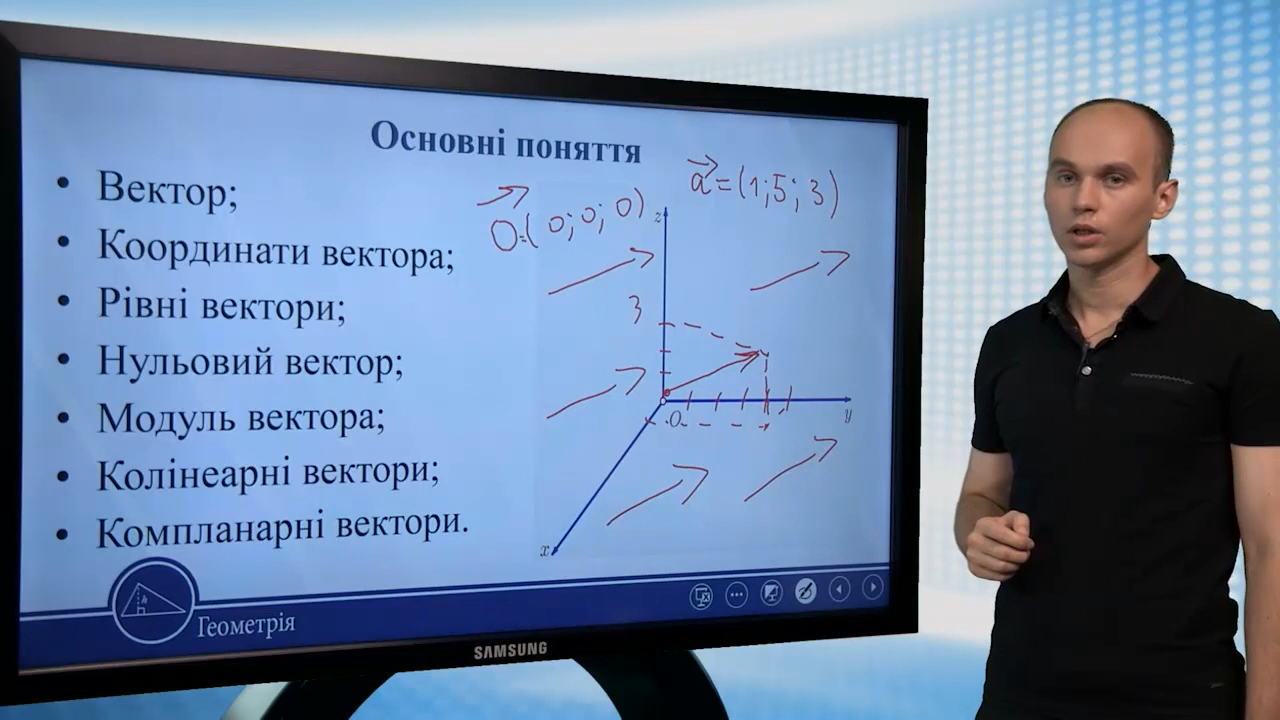 Основні поняття
a=(1;5;3)
0=(0;0;0)
• Вектор;
• Координати вектора;
• Рівні вектори;
• Нульовий вектор;
• Модуль вектора;
• Колінеарні вектори;
• Компланарні вектори.
z
3
O
y
x
h
Геометрія
SAMSUNG